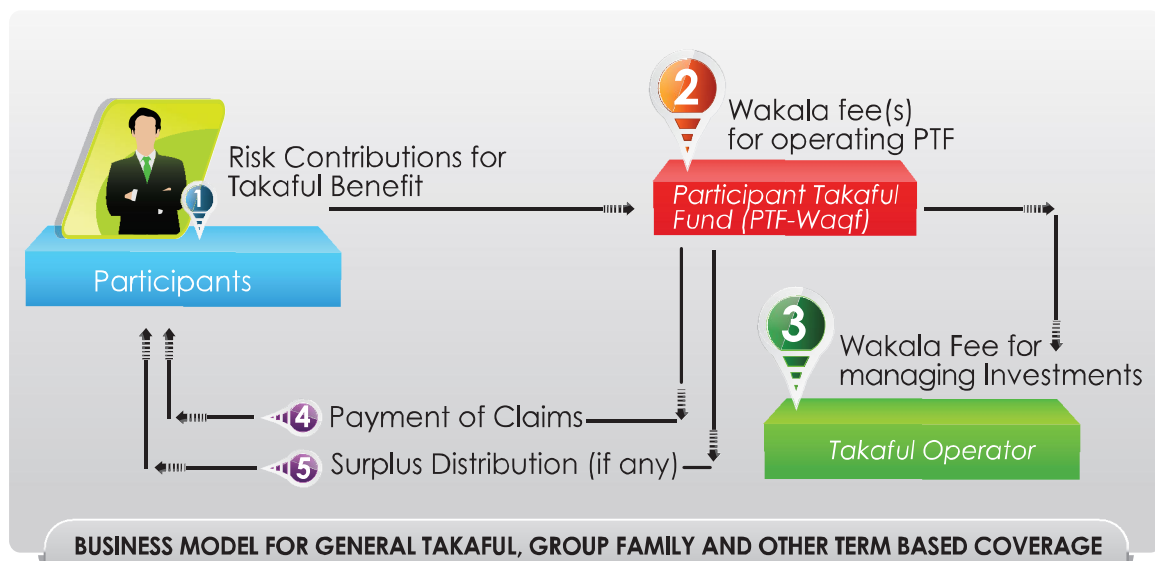 1
Risk Contributions for
Takaful Benefit
Participants
2
Wakala fee(s)
for operating PTF
Participant Takaful
Fund (PTF-Waqf)
3
Wakala Fee for
managing Investments
Takaful Operator
4 Payment of Claims
5 Surplus Distribution (if any)
BUSINESS MODEL FOR GENERAL TAKAFUL, GROUP FAMILY AND OTHER TERM BASED COVERAGE